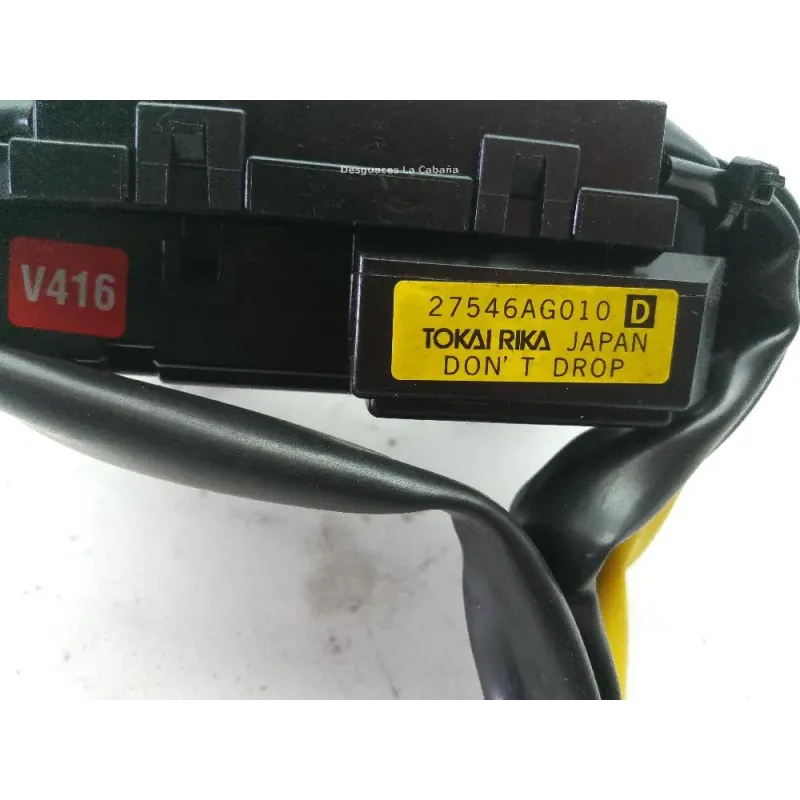 Desguaces La Cabaña
V416
27546AG010 D
TOKAI RIKA JAPAN
DON'T DROP